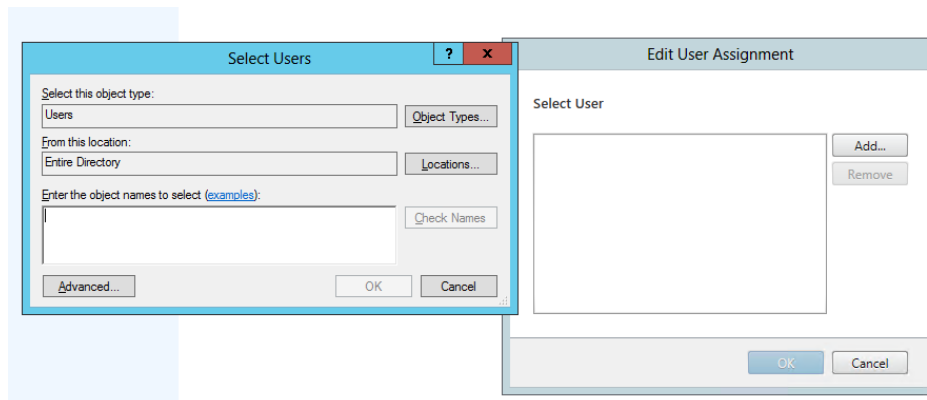 Select Users
?
x
Select this object type:
Users
Object Types...
From this location:
Entire Directory
Locations...
Enter the object names to select (examples):
Check Names
Advanced...
OK
Cancel
Edit User Assignment
Select User
Add...
Remove
OK
Cancel